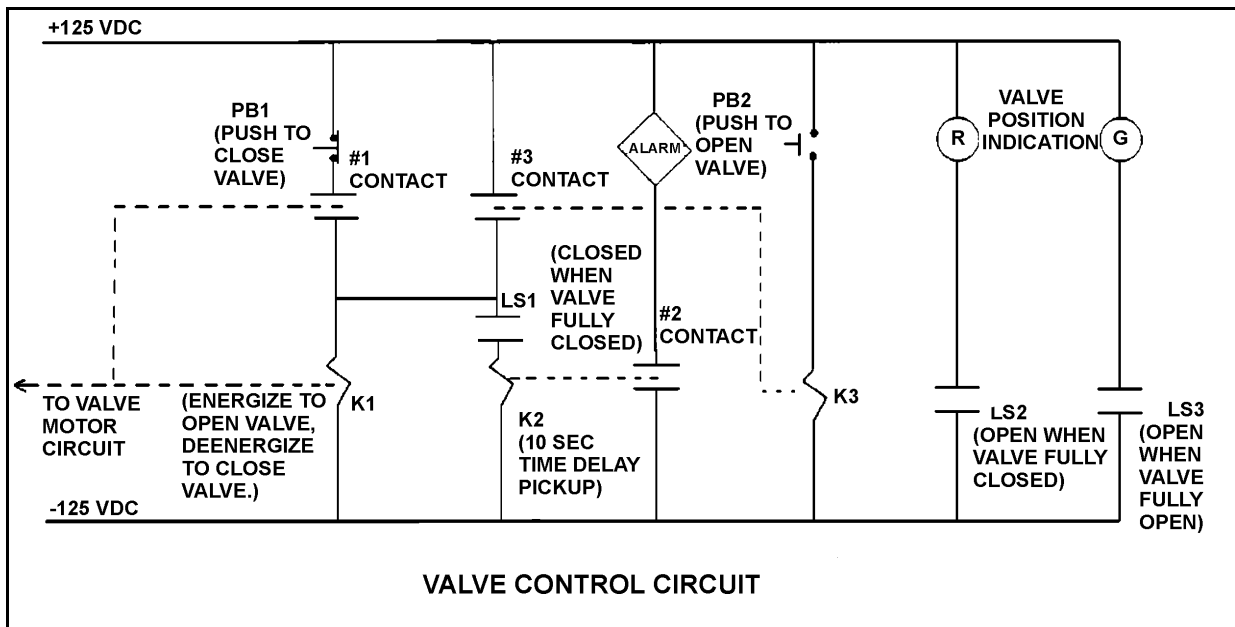 +125 VDC
PB1
(PUSH TO
CLOSE
VALVE)
#1
CONTACT
#3
CONTACT
ALARM
PB2
(PUSH TO
OPEN
VALVE)
R
VALVE
POSITION
INDICATION
G
LS1
(CLOSED
WHEN
VALVE
FULLY
CLOSED)
#2
CONTACT
TO VALVE
MOTOR
CIRCUIT
(ENERGIZE TO
OPEN VALVE,
DEENERGIZE
TO CLOSE
VALVE.)
K1
K2
(10 SEC
TIME DELAY
PICKUP)
K3
LS2
(OPEN WHEN
VALVE FULLY
CLOSED)
LS3
(OPEN
WHEN
VALVE
FULLY
OPEN)
-125 VDC
VALVE CONTROL CIRCUIT